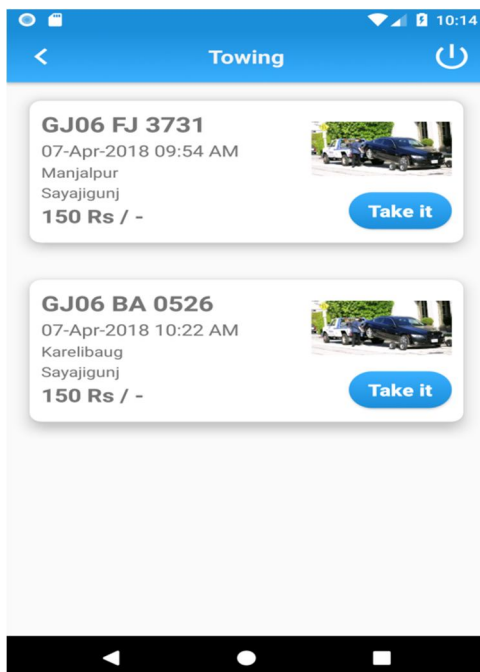 10:14
Towing
GJ06 FJ 3731
07-Apr-2018 09:54 AM
Manjalpur
Sayajigunj
150 Rs / -
Take it
GJ06 BA 0526
07-Apr-2018 10:22 AM
Karelibaug
Sayajigunj
150 Rs / -
Take it